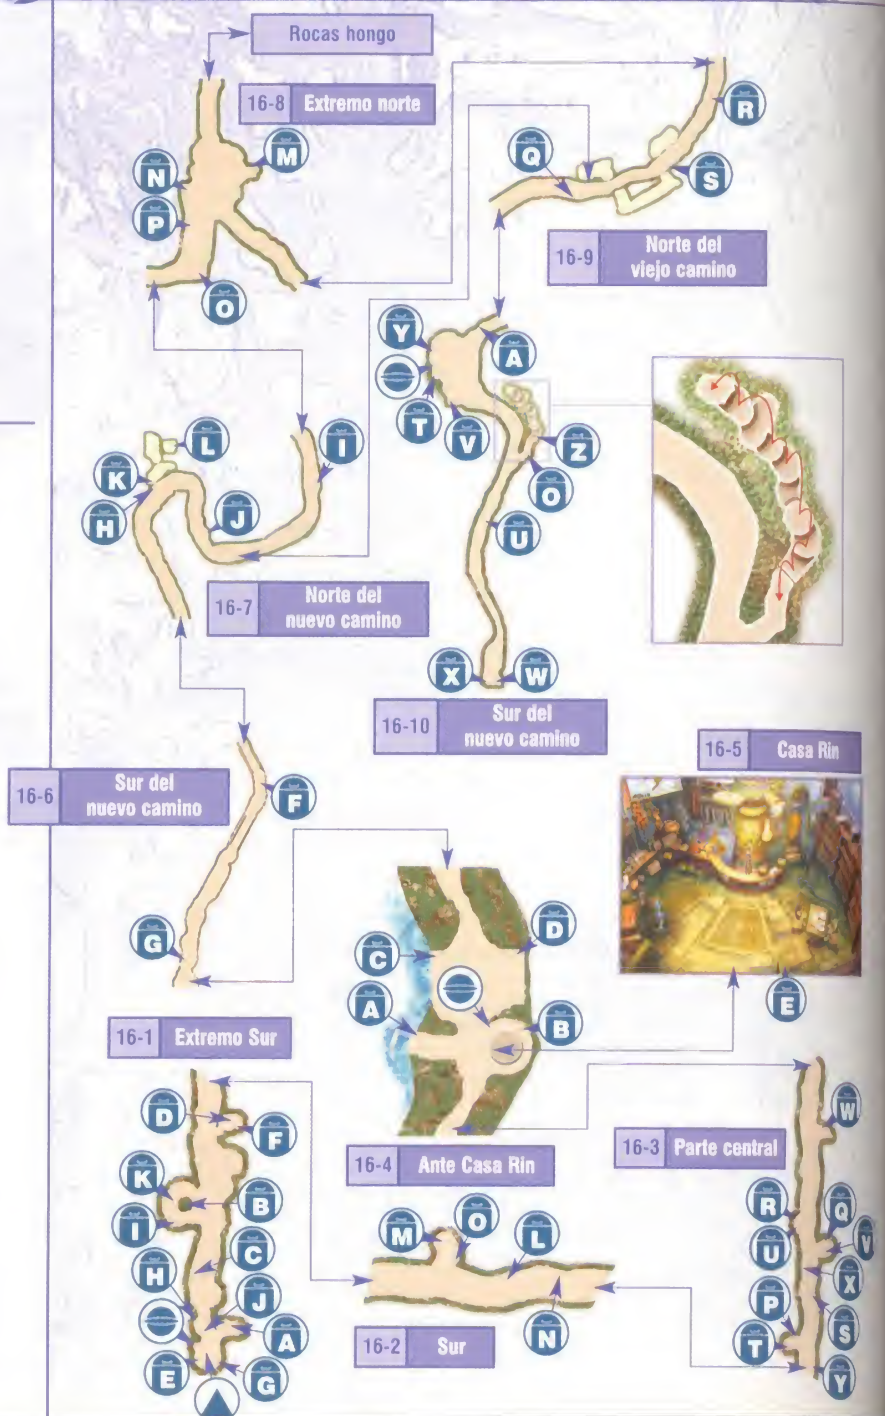 Rocas hongo
16-8 Extremo norte
M
N
P
O
R
Q
S
16-9 Norte del
viejo camino
Y
A
T
V
Z
O
U
X
W
16-10 Sur del
nuevo camino
L
I
K
H
J
16-7 Norte del
nuevo camino
16-6 Sur del
nuevo camino
F
G
16-5 Casa Rin
E
C
D
A
B
16-4 Ante Casa Rin
16-1 Extremo Sur
D
F
K
B
I
C
H
J
A
E
G
M
O
L
N
16-2 Sur
16-3 Parte central
W
R
Q
U
V
X
P
S
T
Y